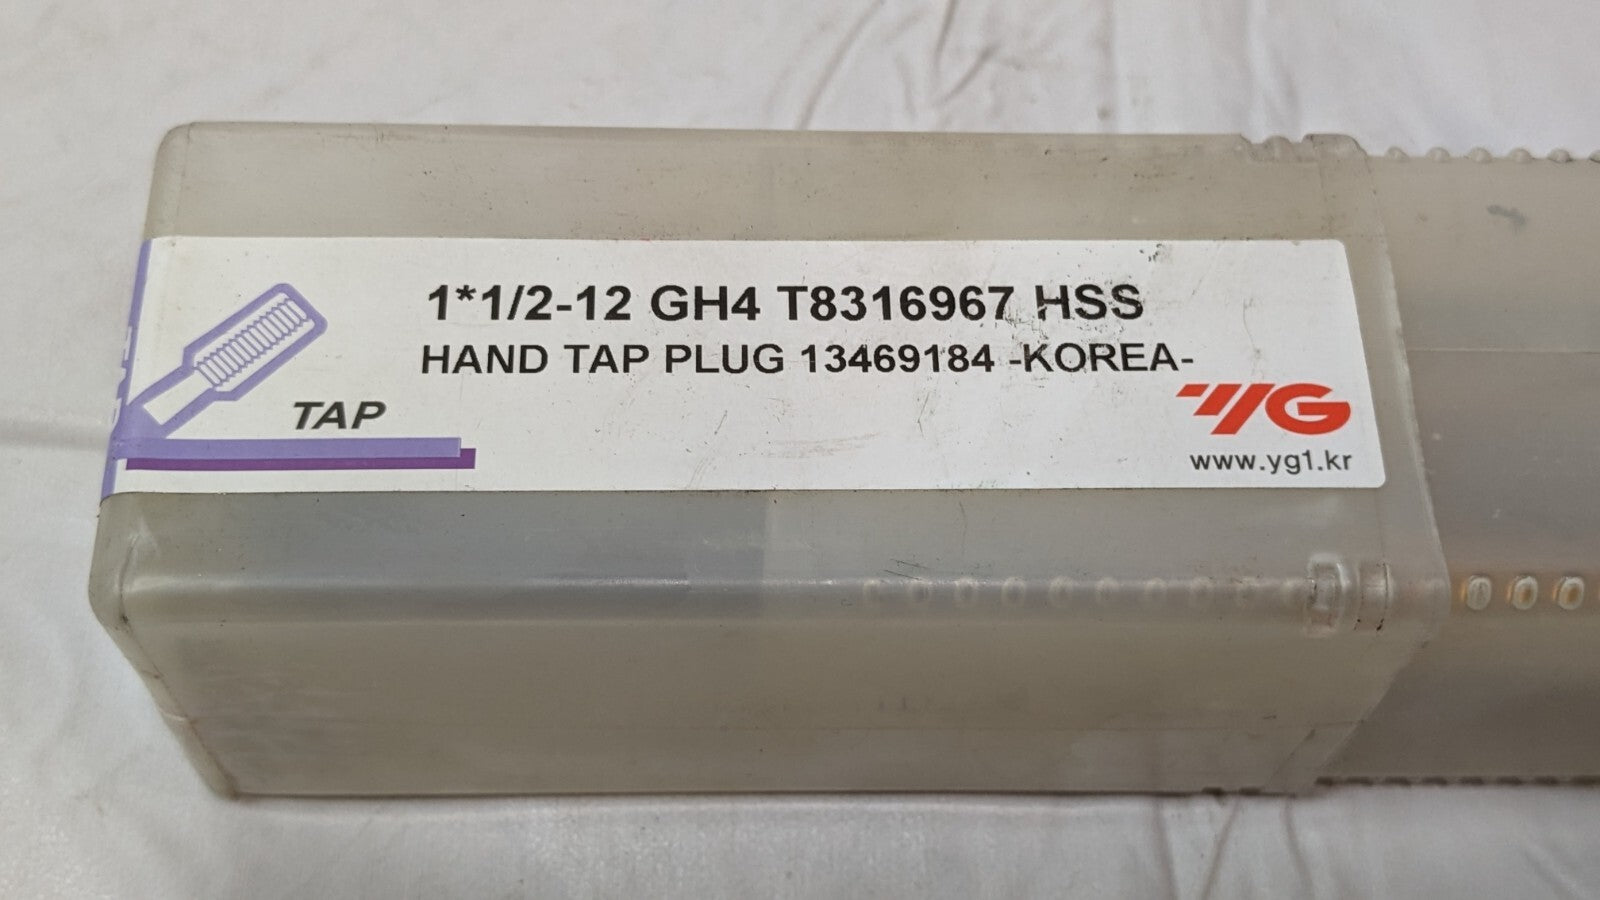 1*1/2-12 GH4 T8316967 HSS
HAND TAP PLUG 13469184 -KOREA-
TAP
YG
www.yg1.kr